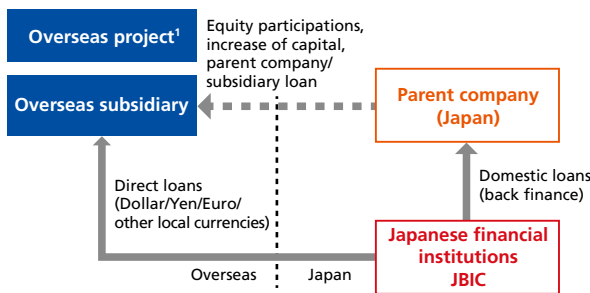 Overseas project1
Equity participations,
increase of capital,
parent company/
subsidiary loan
Overseas subsidiary
Parent company
(Japan)
Direct loans
(Dollar/Yen/Euro/
other local currencies)
Domestic loans
(back finance)
Japanese financial
institutions
JBIC
Overseas
Japan